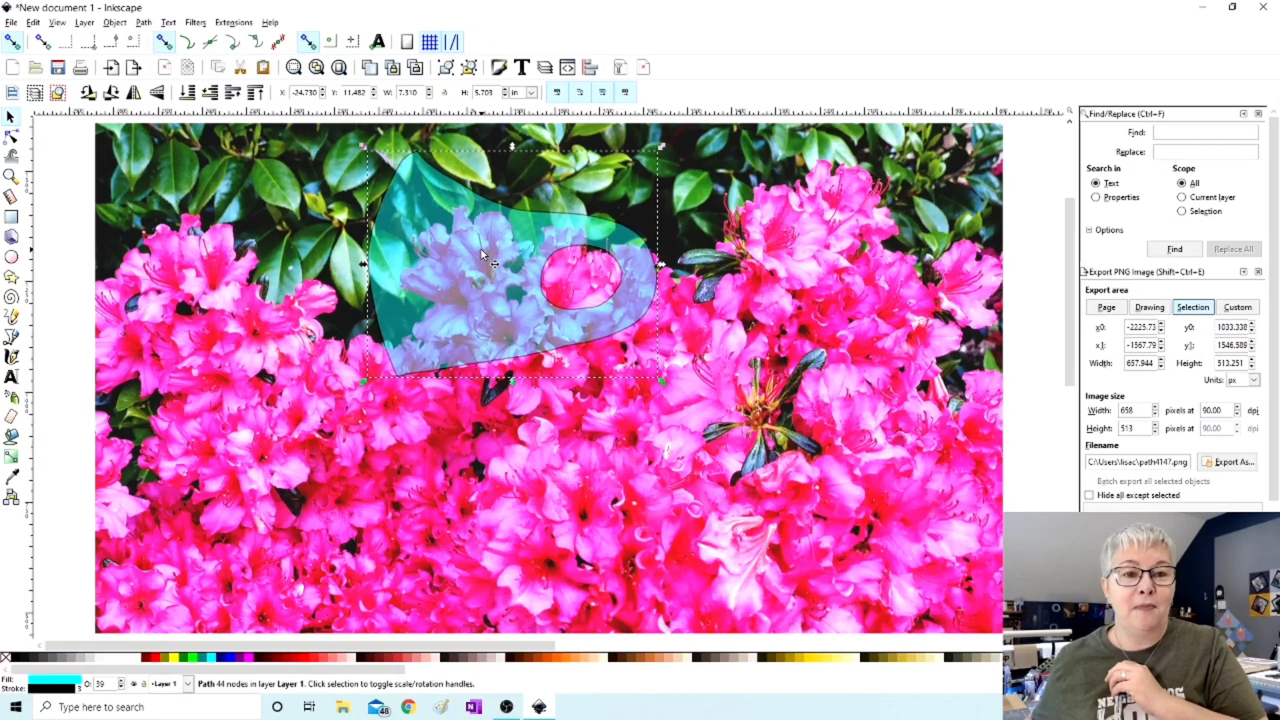 *New document 1 - Inkscape
File Edit View Layer Object Path Text Filters Extensions Help
X: -24.730 Y: 11.482 W: 7.310 H: 5.703 in
Find/Replace (Ctrl+F)
Find:
Replace:
Search in Scope
Text All
Properties Current layer
Selection
Options
Find Replace All
Export PNG Image (Shift+Ctrl+E)
Export area
Page Drawing Selection Custom
x0: -2225.73 y0: 1033.338
x1: -1567.79 y1: 1546.589
Width: 657.944 Height: 513.251
Units: px
Image size
Width: 658 pixels at 90.00 dpi
Height: 513 pixels at 90.00 dpi
Filename
C:\Users\lisac\path4147.png Export As...
Batch export all selected objects
Hide all except selected
Fill:
Stroke: 3
O: 39
Layer 1
Path 44 nodes in layer Layer 1. Click selection to toggle scale/rotation handles.
Type here to search
48